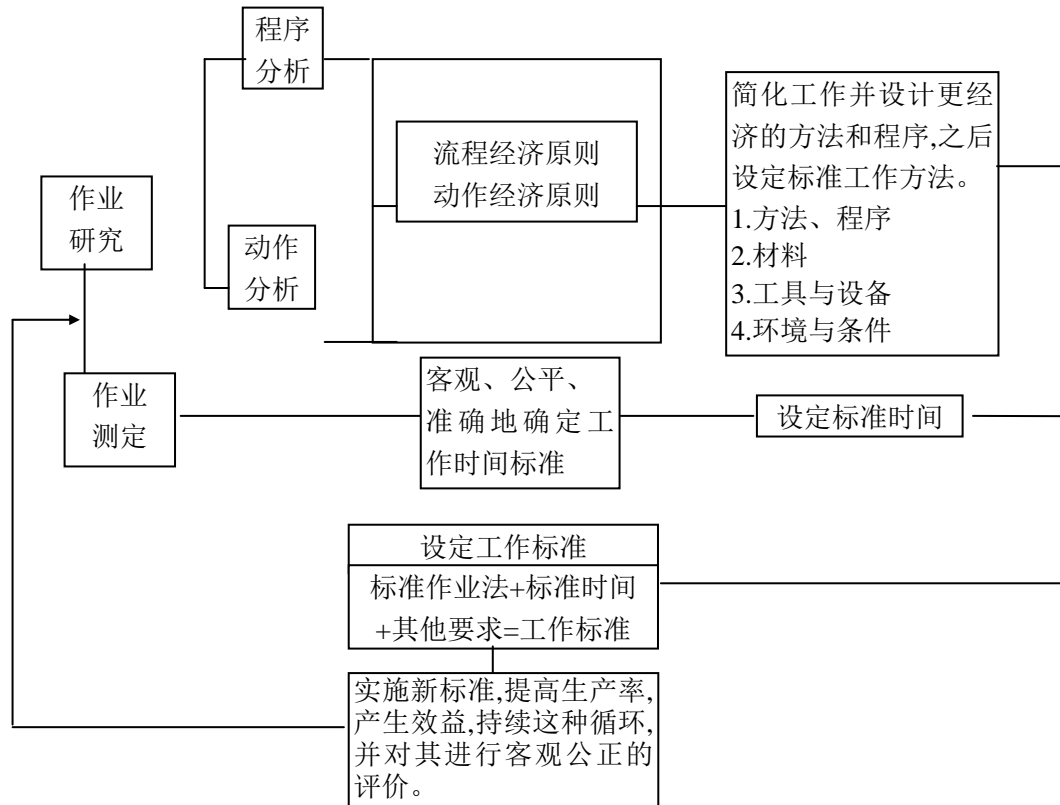 程序
分析
流程经济原则
动作经济原则
简化工作并设计更经
济的方法和程序,之后
设定标准工作方法。
1.方法、程序
2.材料
3.工具与设备
4.环境与条件
作业
研究
动作
分析
作业
测定
客观、公平、
准确地确定工
作时间标准
设定标准时间
设定工作标准
标准作业法+标准时间
+其他要求=工作标准
实施新标准,提高生产率,
产生效益,持续这种循环,
并对其进行客观公正的
评价。